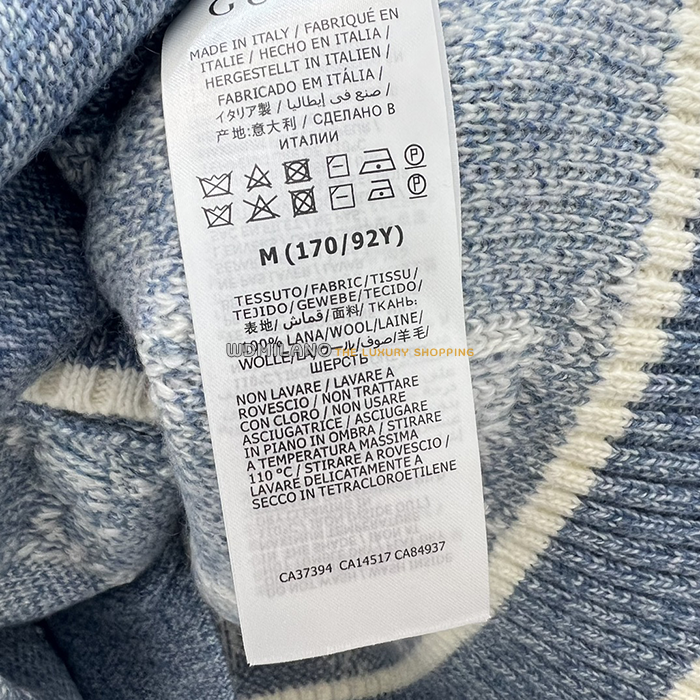 MADE IN ITALY / FABRIQUÉ EN
ITALIE / HECHO EN ITALIA /
HERGESTELLT IN ITALIEN /
FABRICADO EM ITÁLIA /
イタリア製 / صنع في إيطاليا /
产地:意大利 / СДЕЛАНО В
ИТАЛИИ
P
P
M (170/92Y)
TESSUTO/FABRIC/TISSU/
TEJIDO/GEWEBE/TECIDO/
表地/قماش/面料/ ТКАНЬ:
100% LANA/WOOL/LAINE/
WDMILANO THE LUXURY SHOPPING
WOLLE/ウール/صوف/羊毛/
ШЕРСТЬ
NON LAVARE / LAVARE A
ROVESCIO / NON TRATTARE
CON CLORO / NON USARE
ASCIUGATRICE / ASCIUGARE
IN PIANO IN OMBRA / STIRARE
A TEMPERATURA MASSIMA
110 °C / STIRARE A ROVESCIO /
LAVARE DELICATAMENTE A
SECCO IN TETRACLOROETILENE
CA37394 CA14517 CA84937